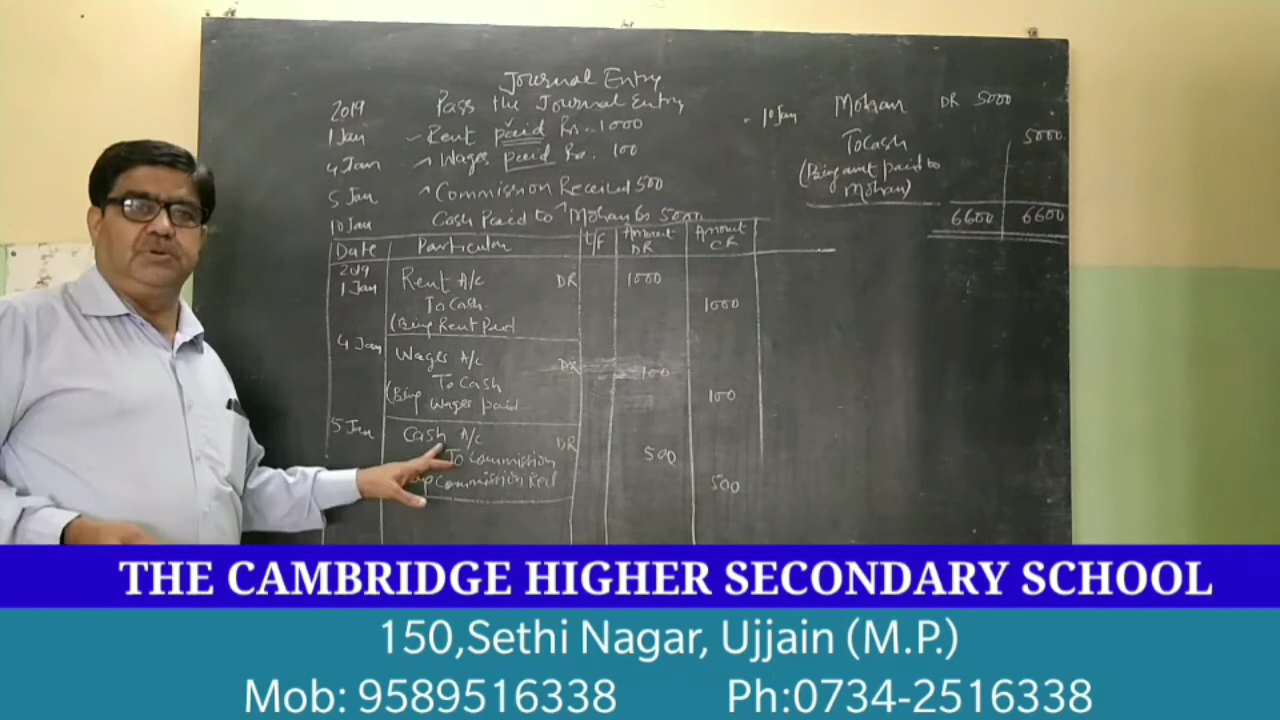 Journal Entry
2019 Pass the Journal Entry
1 Jan Rent paid Rs. 1000
4 Jan Wages paid Rs. 100
5 Jan Commission Received 500
10 Jan Cash Paid to Mohan Rs 5000
Date Particular L/F Amount DR Amount CR
2019
1 Jan Rent A/c DR 1000
To Cash 1000
(Being Rent Paid
4 Jan Wages A/c DR 100
To Cash 100
(Being Wages paid
5 Jan Cash A/c DR 500
To Commission 500
Commission Recd
10 Jan Mohan DR 5000
To Cash 5000
(Being amt paid to
Mohan)
6600 6600
THE CAMBRIDGE HIGHER SECONDARY SCHOOL
150,Sethi Nagar, Ujjain (M.P.)
Mob: 9589516338 Ph:0734-2516338